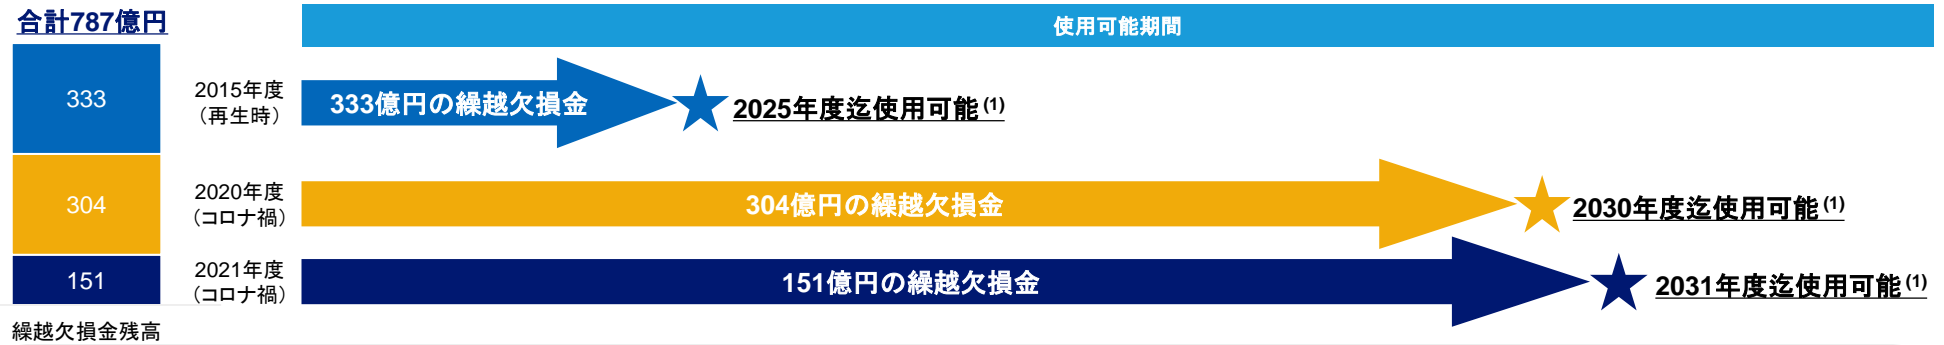 合計787億円
使用可能期間
333
2015年度
（再生時）
333億円の繰越欠損金
2025年度迄使用可能(1)
304
2020年度
（コロナ禍）
304億円の繰越欠損金
2030年度迄使用可能(1)
151
2021年度
（コロナ禍）
151億円の繰越欠損金
2031年度迄使用可能(1)
繰越欠損金残高